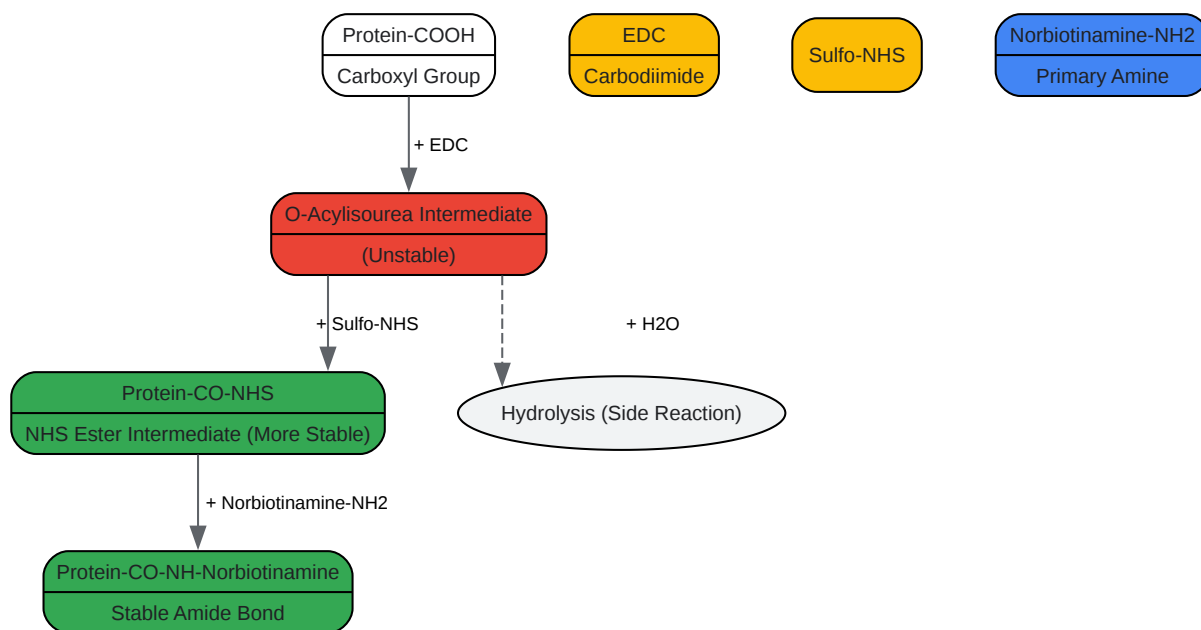 Protein-COOH
Carboxyl Group
EDC
Carbodiimide
Sulfo-NHS
Norbiotinamine-NH2
Primary Amine
+ EDC
O-Acylisourea Intermediate
(Unstable)
+ Sulfo-NHS
+ H2O
Protein-CO-NHS
NHS Ester Intermediate (More Stable)
Hydrolysis (Side Reaction)
+ Norbiotinamine-NH2
Protein-CO-NH-Norbiotinamine
Stable Amide Bond